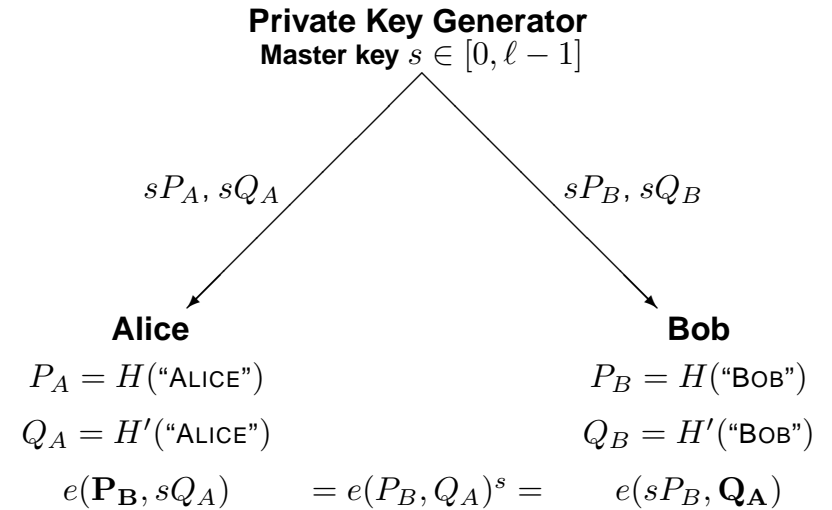 Private Key Generator
Master key s ∈ [0, ℓ − 1]
sP_A, sQ_A
sP_B, sQ_B
Alice
Bob
P_A = H(“ALICE”)
P_B = H(“BOB”)
Q_A = H′(“ALICE”)
Q_B = H′(“BOB”)
e(P_B, sQ_A) = e(P_B, Q_A)^s = e(sP_B, Q_A)